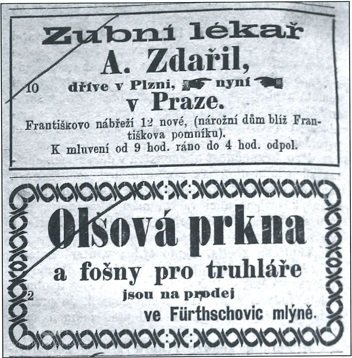 Zubní lékař
A. Zdařil,
10 dříve v Plzni, nyní
v Praze.
Františkovo nábřeží 12 nové, (nárožní dům blíž Fran-
tiškova pomníku).
K mluvení od 9 hod. ráno do 4 hod. odpol.
Olšová prkna
a fošny pro truhláře
2 jsou na prodej
ve Fürthschovic mlýně.